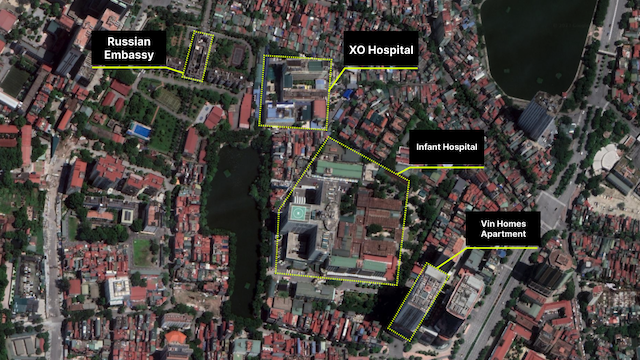 Russian
Embassy
XO Hospital
Infant Hospital
Vin Homes
Apartment